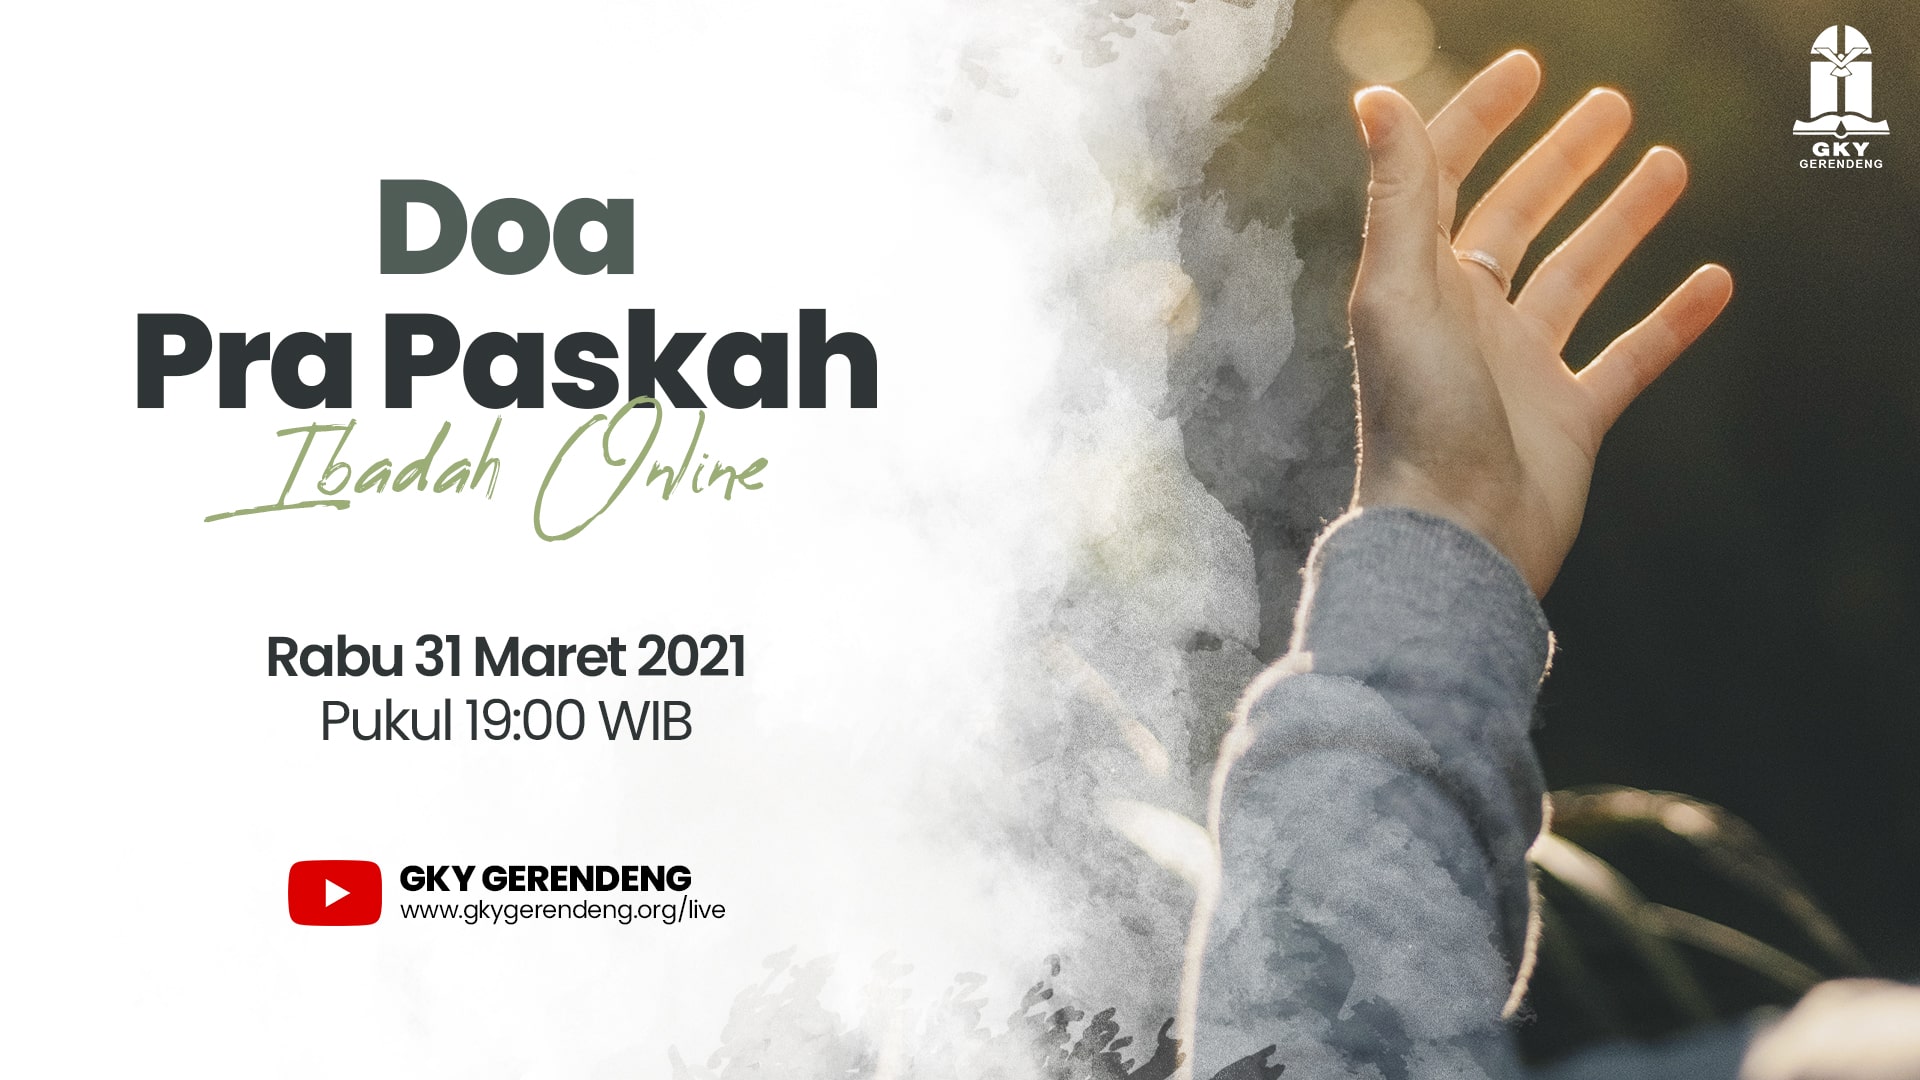 Doa
Pra Paskah
Ibadah Online
Rabu 31 Maret 2021
Pukul 19:00 WIB
GKY GERENDENG
www.gkygerendeng.org/live
GKY
GERENDENG